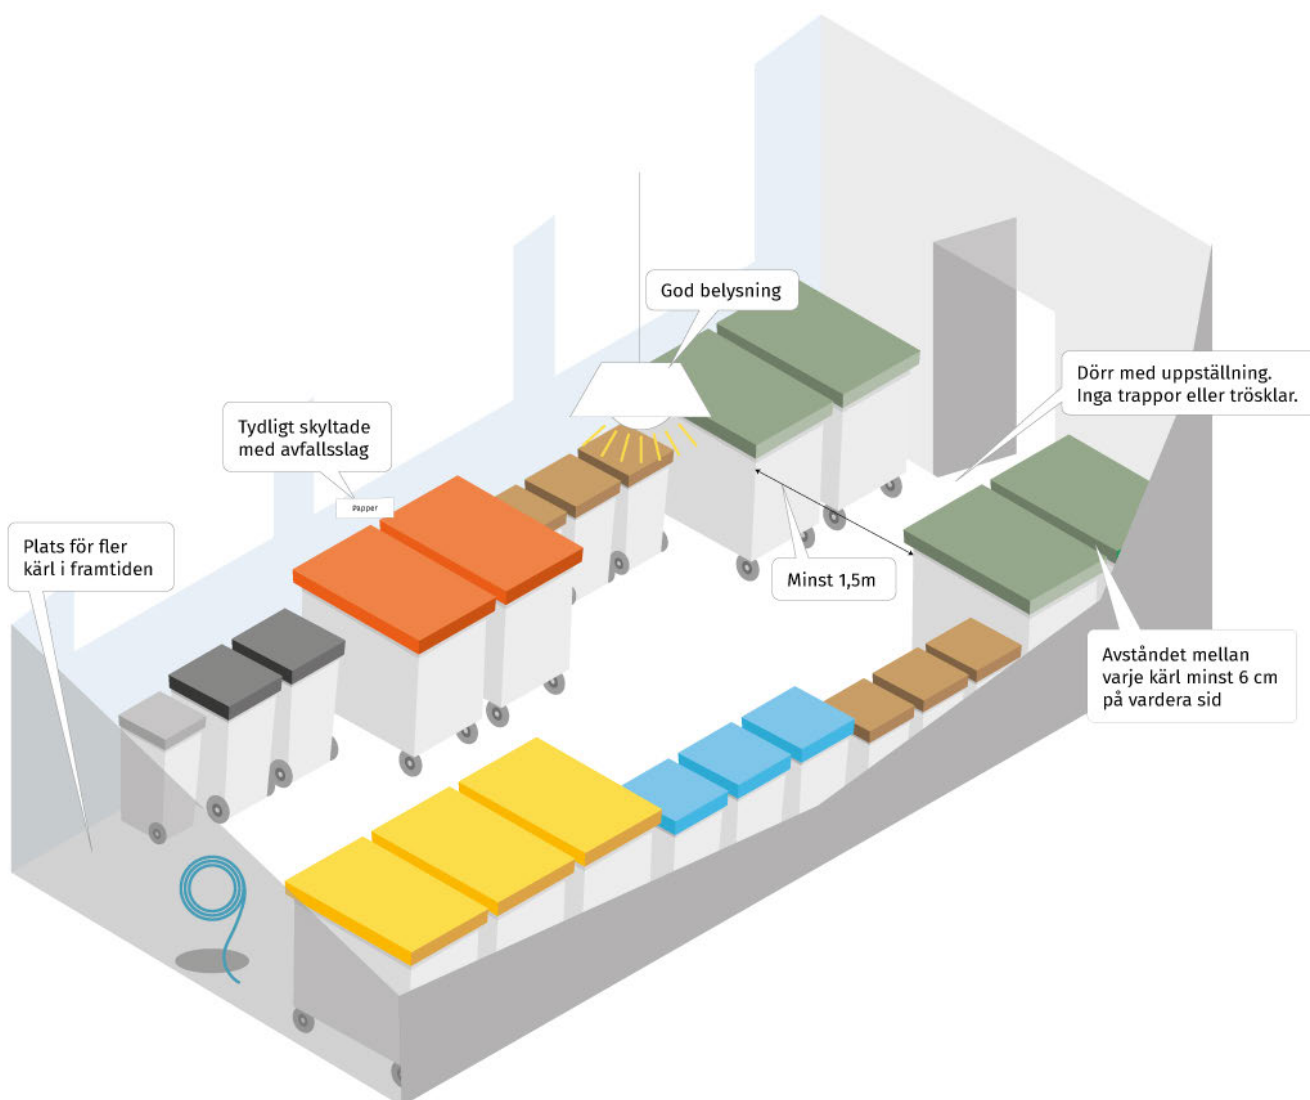 God belysning
Dörr med uppställning.
Inga trappor eller trösklar.
Tydligt skyltade
med avfallsslag
Papper
Plats för fler
kärl i framtiden
Minst 1,5m
Avståndet mellan
varje kärl minst 6 cm
på vardera sid